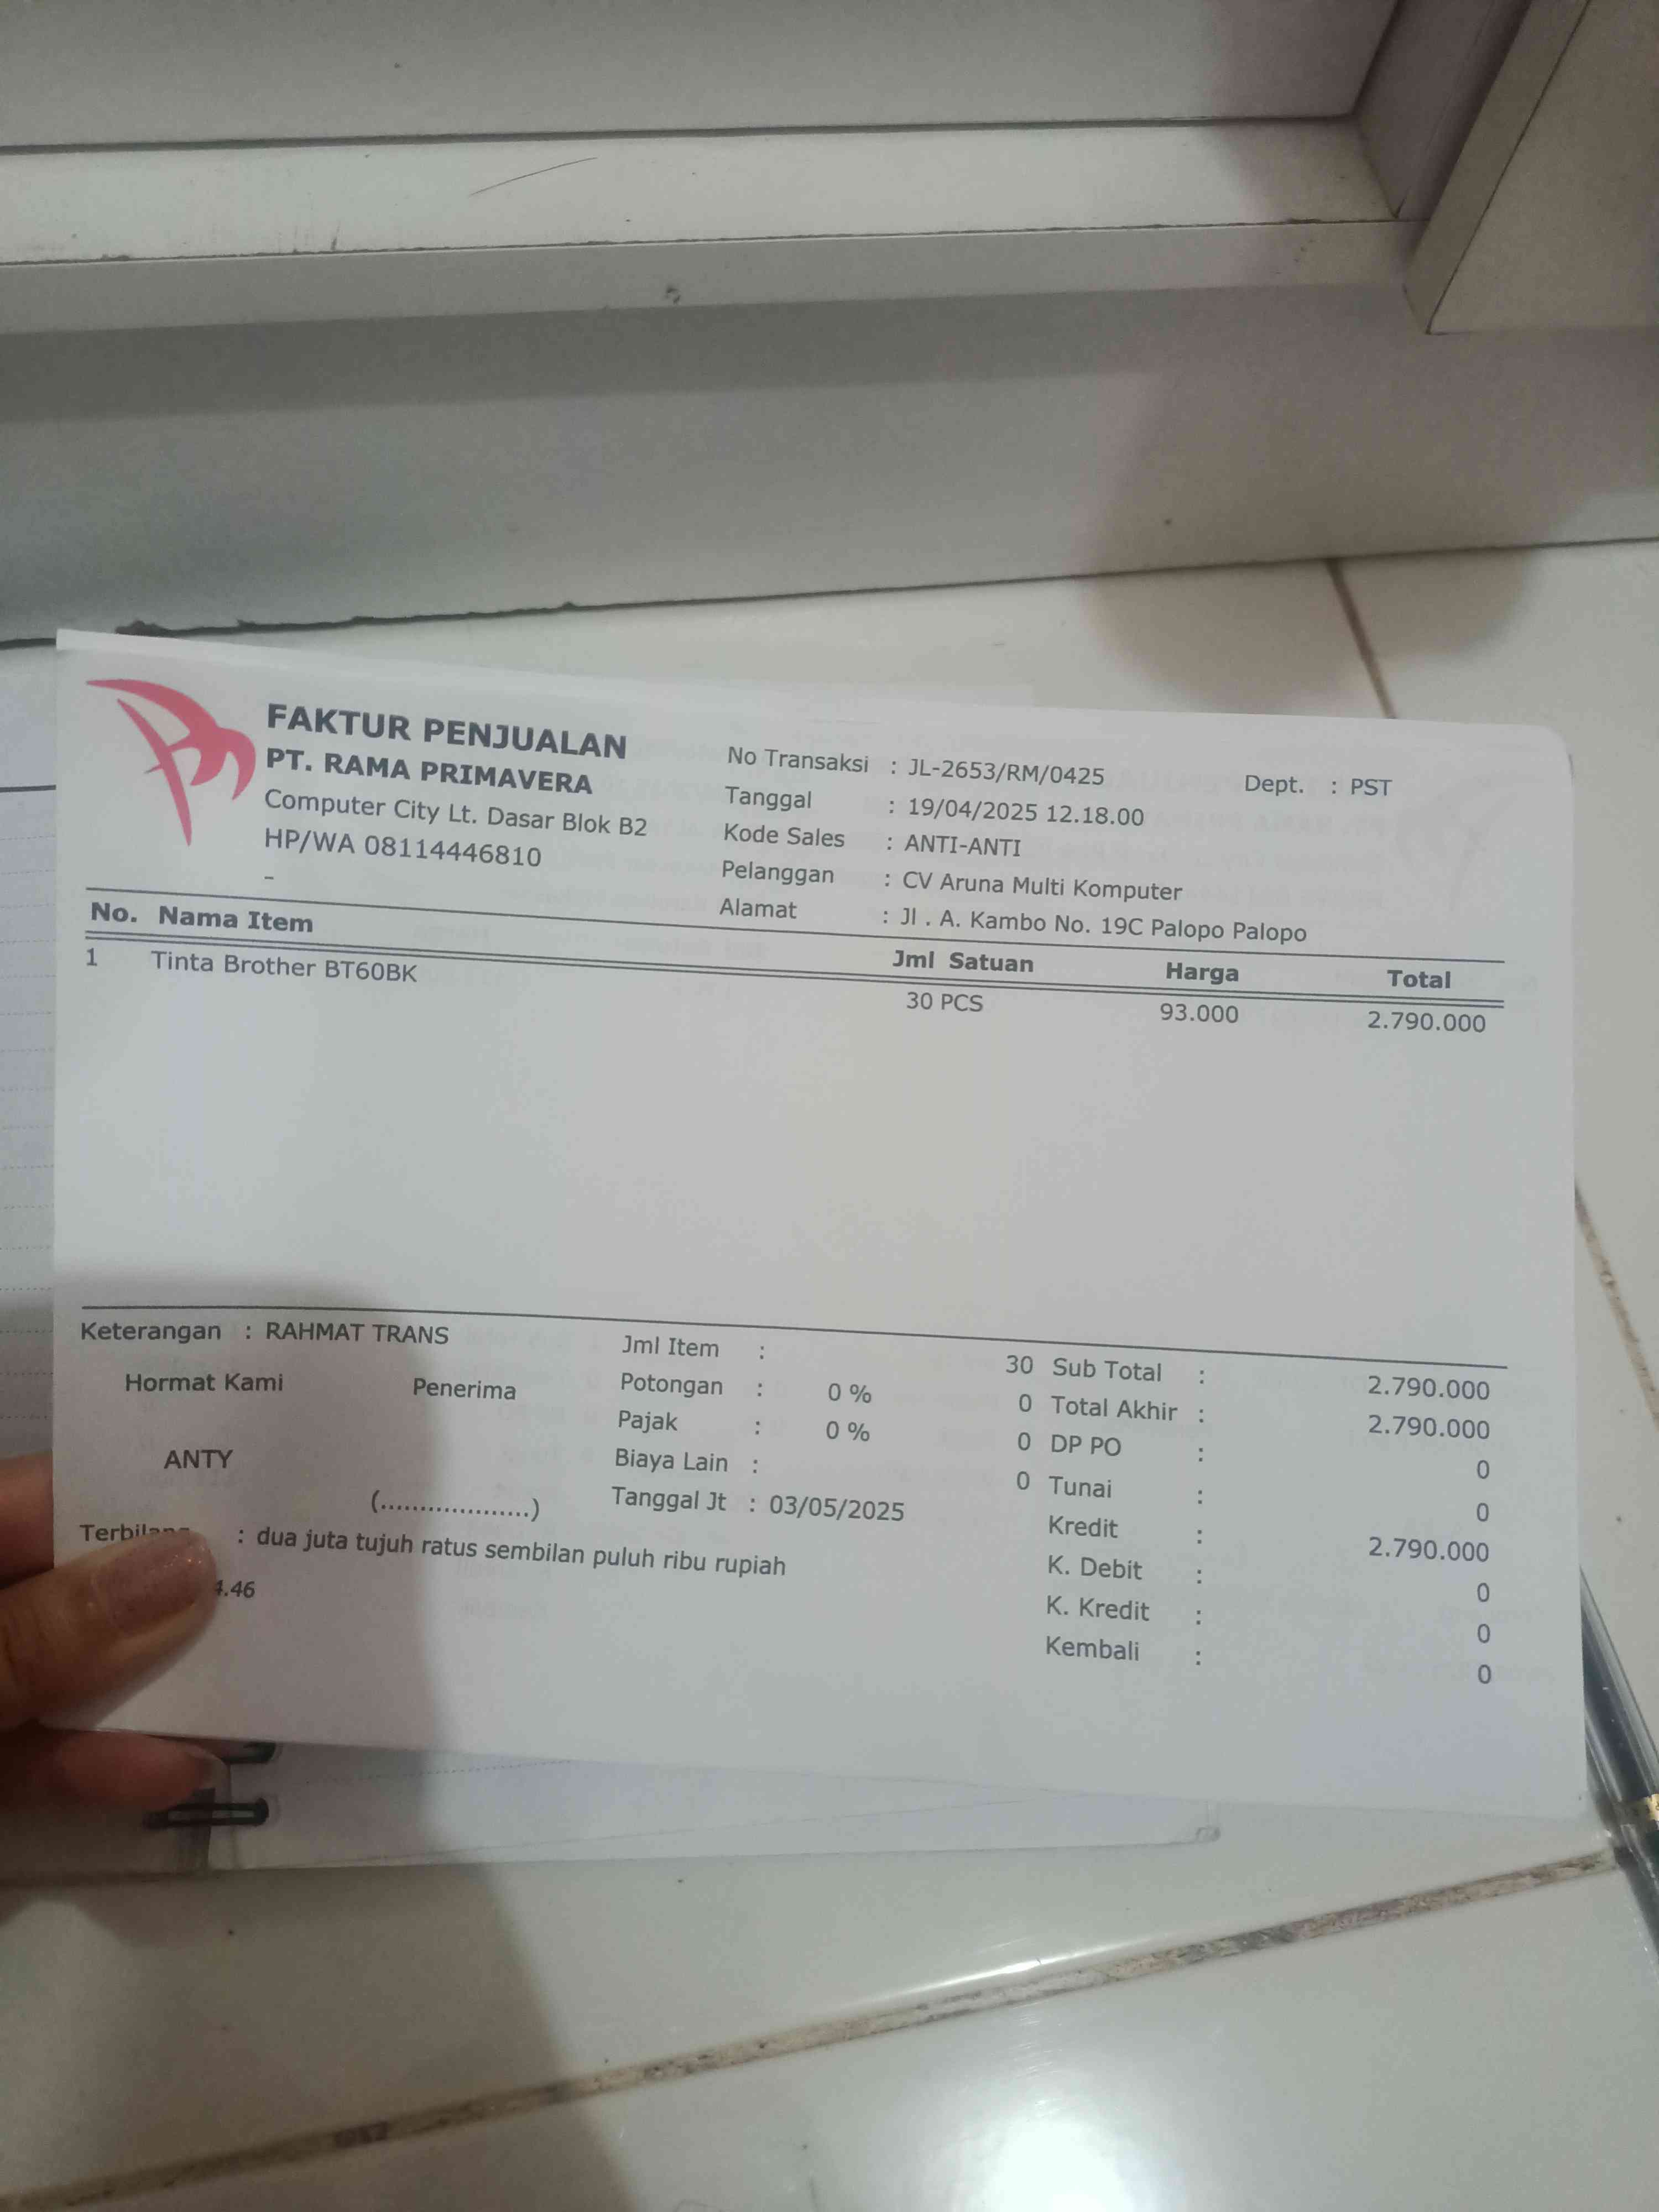 FAKTUR PENJUALAN
PT. RAMA PRIMAVERA
Computer City Lt. Dasar Blok B2
HP/WA 08114446810
-
No Transaksi : JL-2653/RM/0425 Dept. : PST
Tanggal : 19/04/2025 12.18.00
Kode Sales : ANTI-ANTI
Pelanggan : CV Aruna Multi Komputer
Alamat : Jl . A. Kambo No. 19C Palopo Palopo
No. Nama Item Jml Satuan Harga Total
1 Tinta Brother BT60BK 30 PCS 93.000 2.790.000
Keterangan : RAHMAT TRANS
Hormat Kami Penerima
ANTY
(...................)
Jml Item : 30
Potongan : 0 % 0
Pajak : 0 % 0
Biaya Lain : 0
Tanggal Jt : 03/05/2025
Sub Total : 2.790.000
Total Akhir : 2.790.000
DP PO : 0
Tunai : 0
Kredit : 2.790.000
K. Debit : 0
K. Kredit : 0
Kembali : 0
Terbilang : dua juta tujuh ratus sembilan puluh ribu rupiah
4.46